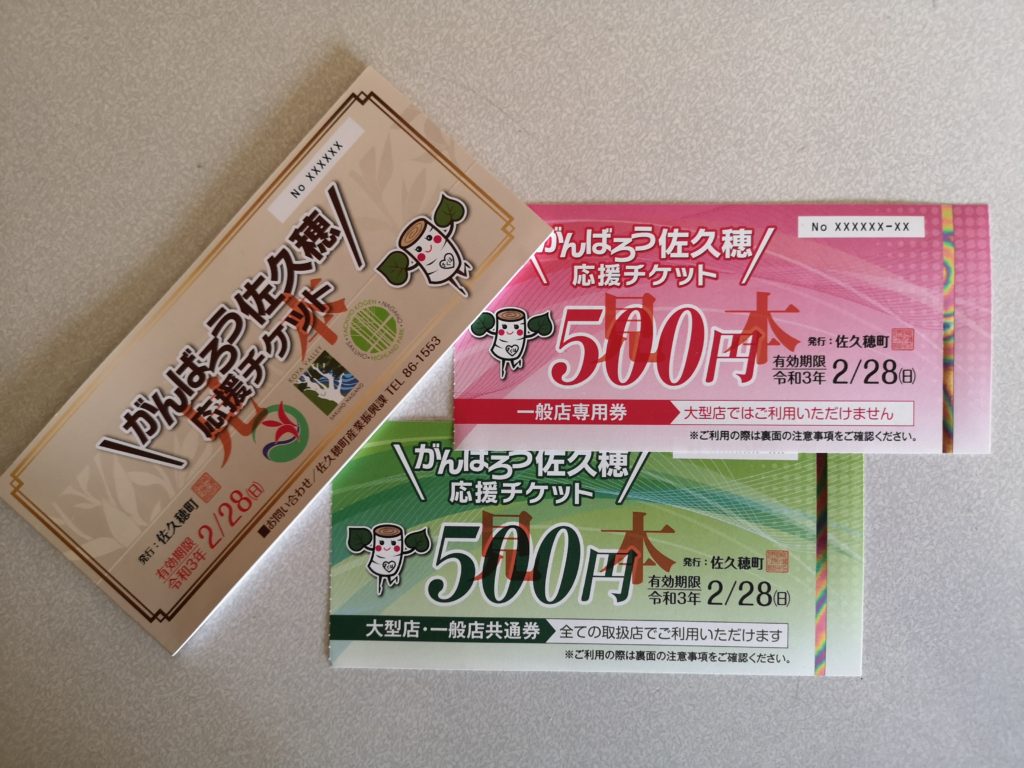 No XXXXXX
がんばろう佐久穂
応援チケット
見本
発行：佐久穂町
有効期限
令和3年 2/28(日)
■お問い合わせ／佐久穂町産業振興課 TEL 86-1553
No XXXXXX-XX
がんばろう佐久穂
応援チケット
500円
見本
発行：佐久穂町
有効期限
令和3年 2/28(日)
一般店専用券 大型店ではご利用いただけません
※ご利用の際は裏面の注意事項をご確認ください。
がんばろう佐久穂
応援チケット
500円
見本
発行：佐久穂町
有効期限
令和3年 2/28(日)
大型店・一般店共通券 全ての取扱店でご利用いただけます
※ご利用の際は裏面の注意事項をご確認ください。